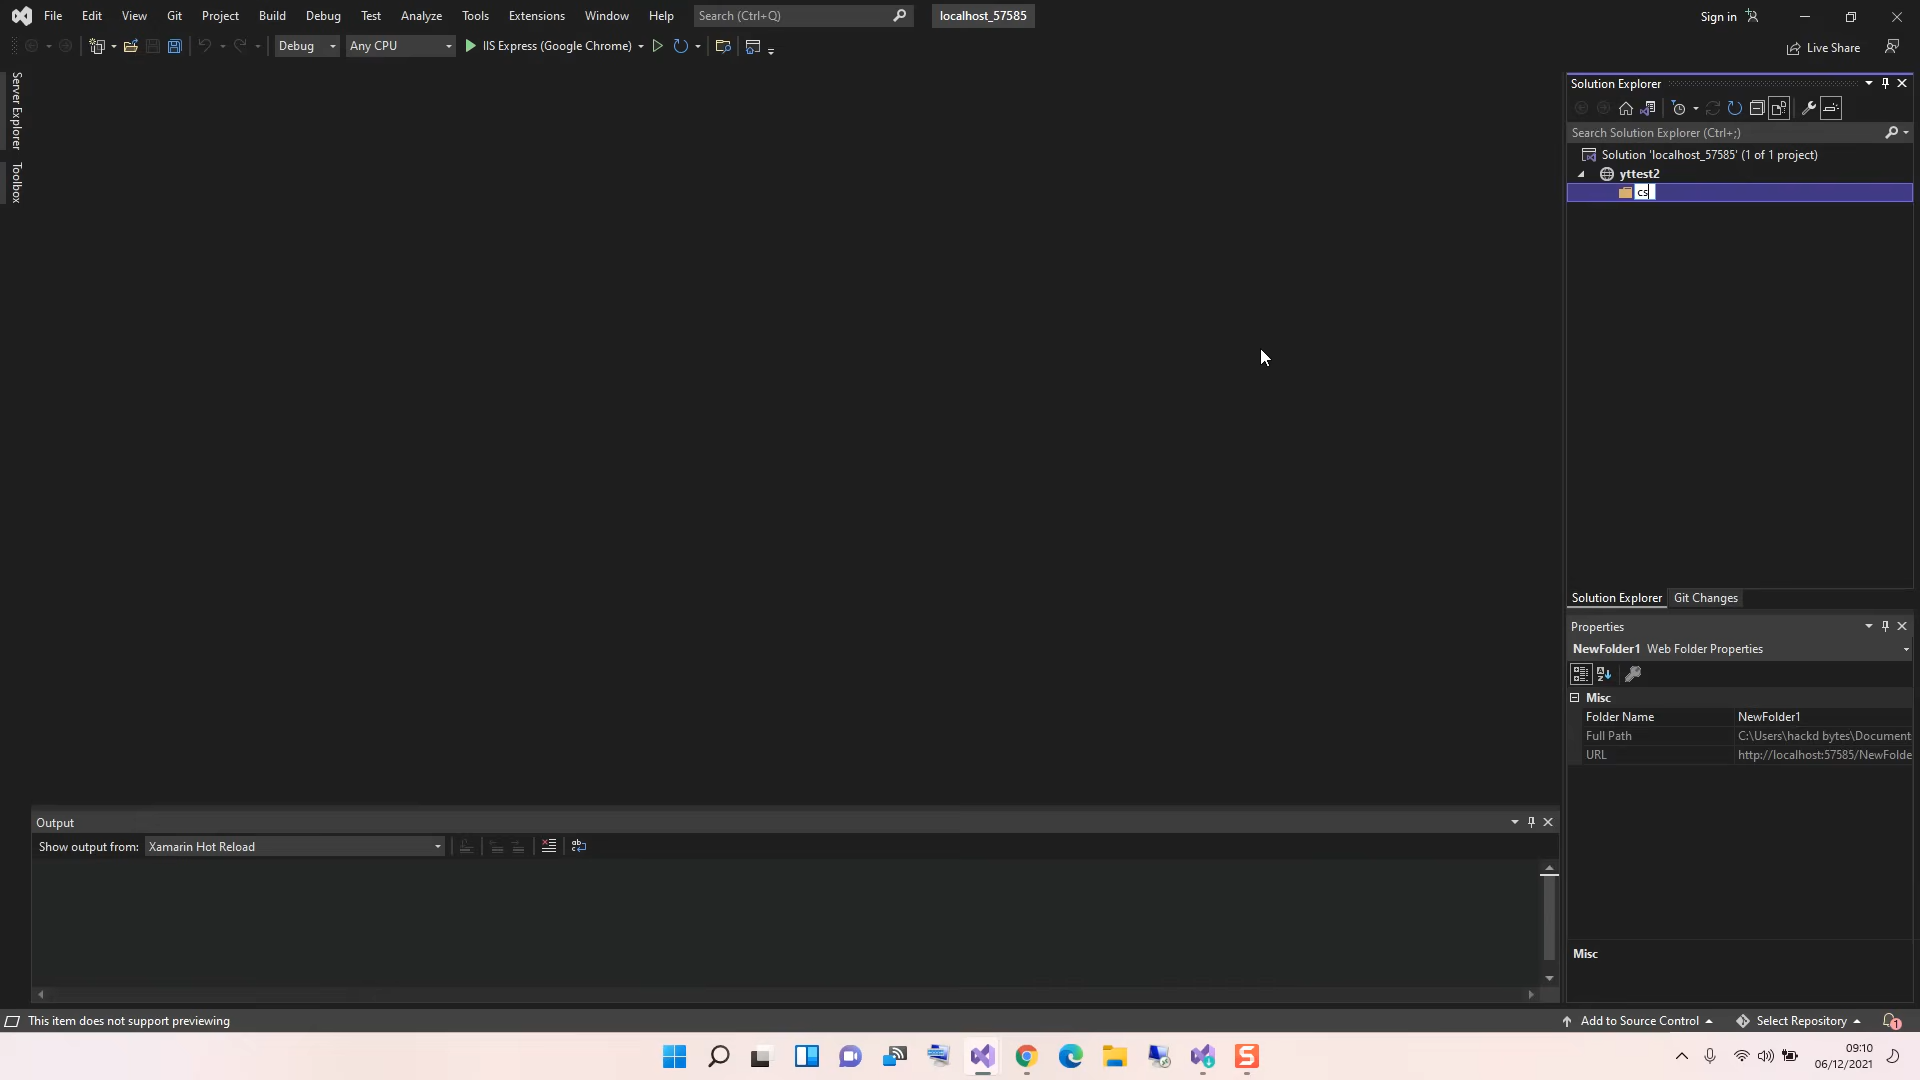 File Edit View Git Project Build Debug Test Analyze Tools Extensions Window Help Search (Ctrl+Q) localhost_57585 Sign in
Debug Any CPU IIS Express (Google Chrome) Live Share
Server Explorer
Toolbox
Solution Explorer
Search Solution Explorer (Ctrl+;)
Solution 'localhost_57585' (1 of 1 project)
yttest2
cs
Solution Explorer Git Changes
Properties
NewFolder1 Web Folder Properties
Misc
Folder Name NewFolder1
Full Path C:\Users\hackd bytes\Document
URL http://localhost:57585/NewFolde
Misc
Output
Show output from: Xamarin Hot Reload
This item does not support previewing Add to Source Control Select Repository 1
09:10
06/12/2021